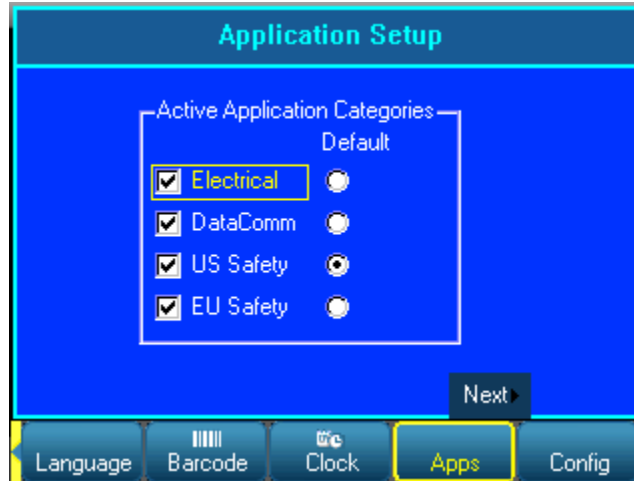 Application Setup
Active Application Categories
Default
Electrical
DataComm
US Safety
EU Safety
Next
Language Barcode Clock Apps Config